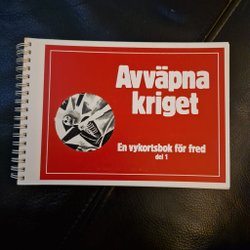 Avväpna
kriget
En vykortsbok för fred
del 1